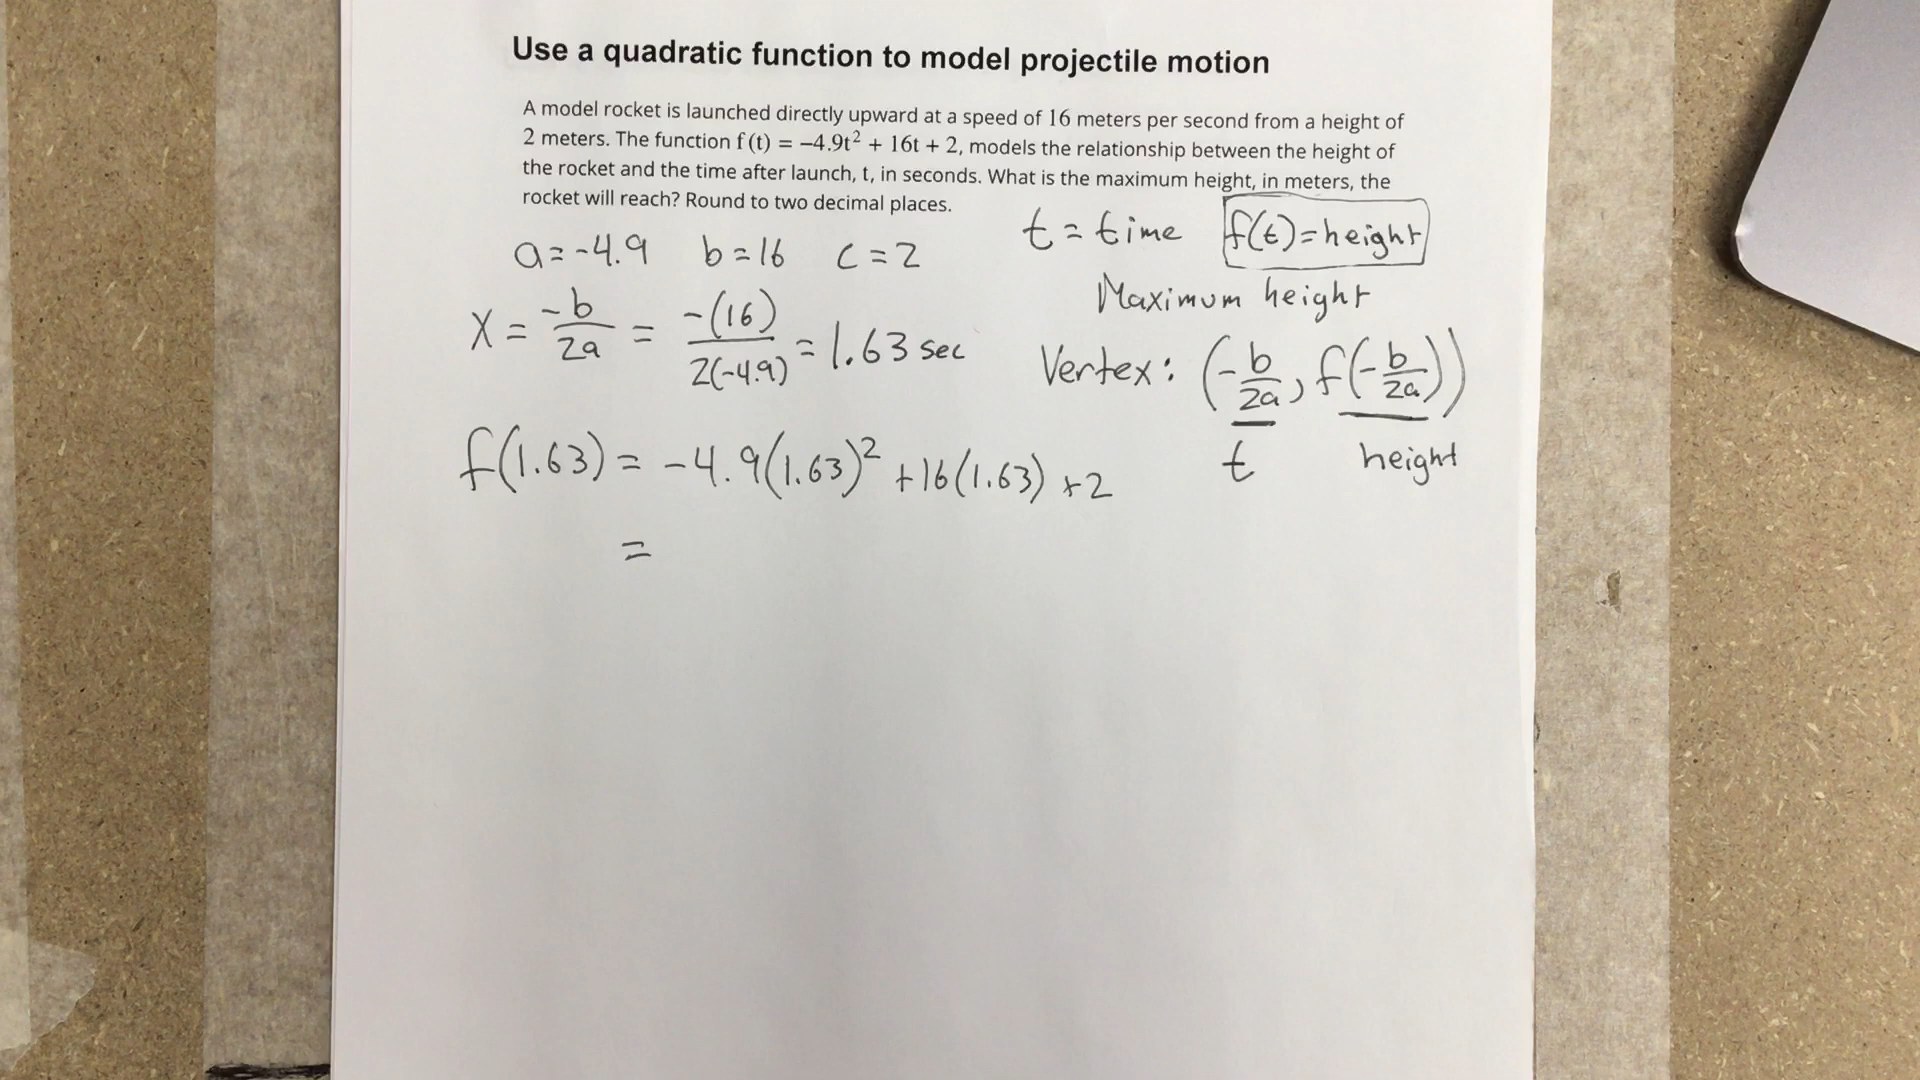 Use a quadratic function to model projectile motion
A model rocket is launched directly upward at a speed of 16 meters per second from a height of
2 meters. The function f (t) = −4.9t² + 16t + 2, models the relationship between the height of
the rocket and the time after launch, t, in seconds. What is the maximum height, in meters, the
rocket will reach? Round to two decimal places.
t = time f(t)=height
a=-4.9 b=16 c=2
Maximum height
X = -b/2a = -(16)/2(-4.9) = 1.63 sec
Vertex: (-b/2a, f(-b/2a))
t height
f(1.63) = -4.9(1.63)² +16(1.63) +2
=